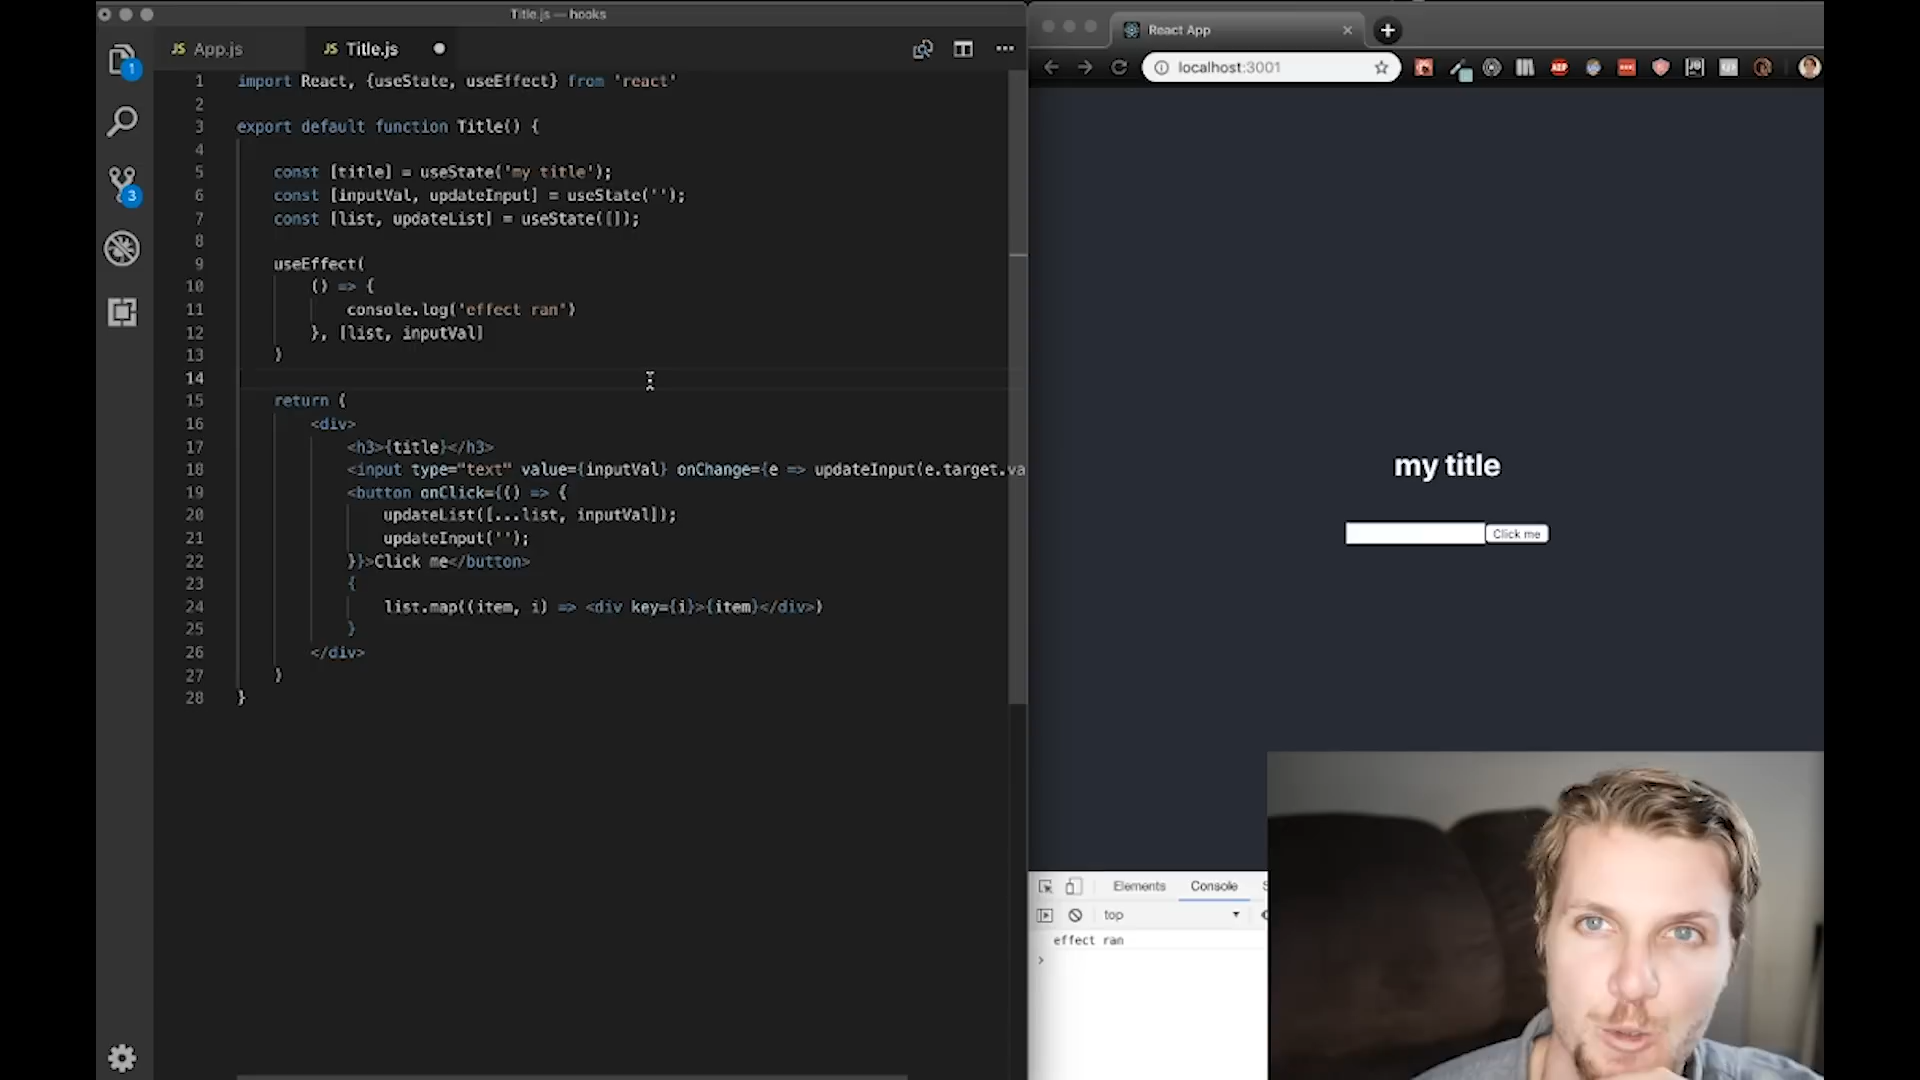 Title.js — hooks
JS App.js
JS Title.js
1 import React, {useState, useEffect} from 'react'
2
3 export default function Title() {
4
5 const [title] = useState('my title');
6 const [inputVal, updateInput] = useState('');
7 const [list, updateList] = useState([]);
8
9 useEffect(
10 () => {
11 console.log('effect ran')
12 }, [list, inputVal]
13 )
14
15 return (
16 <div>
17 <h3>{title}</h3>
18 <input type="text" value={inputVal} onChange={e => updateInput(e.target.va
19 <button onClick={() => {
20 updateList([...list, inputVal]);
21 updateInput('');
22 }}>Click me</button>
23 {
24 list.map((item, i) => <div key={i}>{item}</div>)
25 }
26 </div>
27 )
28 }
1
3
React App
localhost:3001
ABP
my title
Click me
Elements Console S
top
effect ran